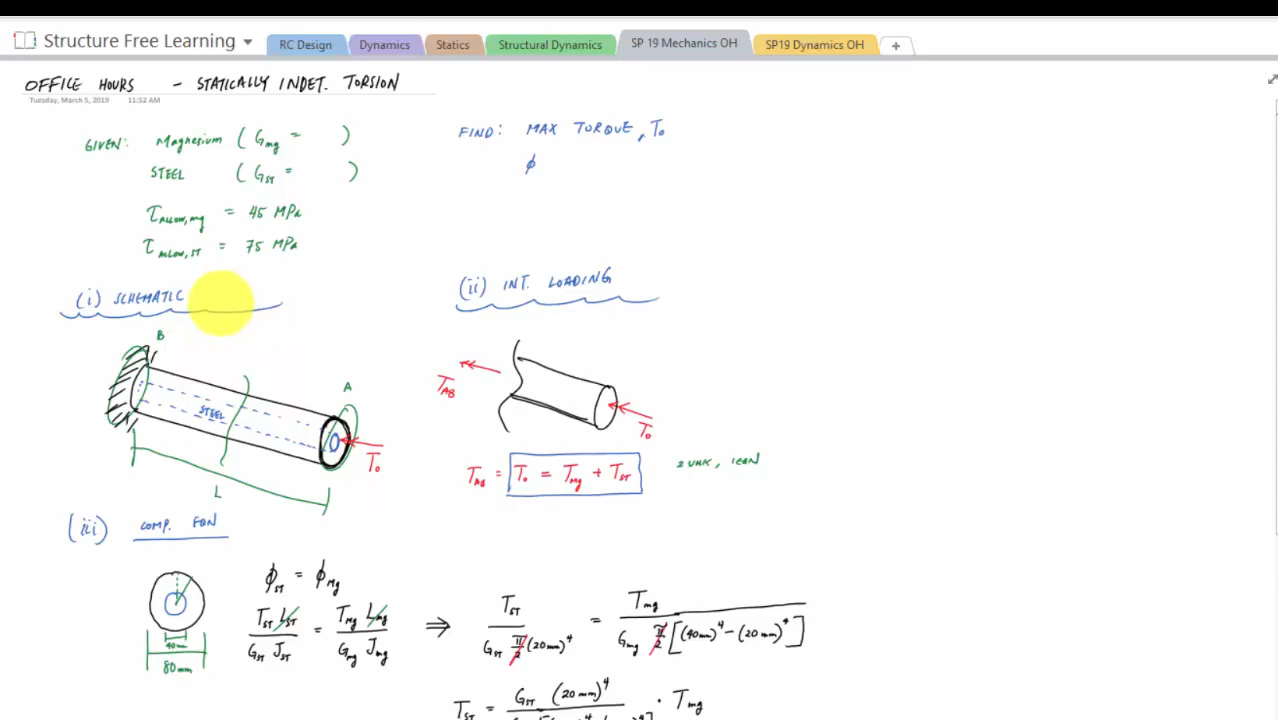 Structure Free Learning
RC Design
Dynamics
Statics
Structural Dynamics
SP 19 Mechanics OH
SP19 Dynamics OH
+
OFFICE HOURS - STATICALLY INDET. TORSION
Tuesday, March 5, 2019 11:52 AM
GIVEN: Magnesium ( G_mg = )
STEEL ( G_ST = )
τ_ALLOW,mg = 45 MPa
τ_ALLOW,ST = 75 MPa
FIND: MAX TORQUE, T_o
ϕ
(i) SCHEMATIC
B
STEEL
A
T_o
L
(ii) INT. LOADING
T_AB
T_o
T_AB = T_o = T_mg + T_ST
2 UNK, 1 EQN
(iii) COMP. EQN
40mm
80mm
ϕ_ST = ϕ_Mg
T_ST L_ST / G_ST J_ST = T_Mg L_mg / G_mg J_mg
⇒ T_ST / G_ST π/2 (20mm)^4 = T_mg / G_mg π/2 [(40mm)^4 - (20mm)^4]
T_ST = G_ST (20mm)^4 · T_mg